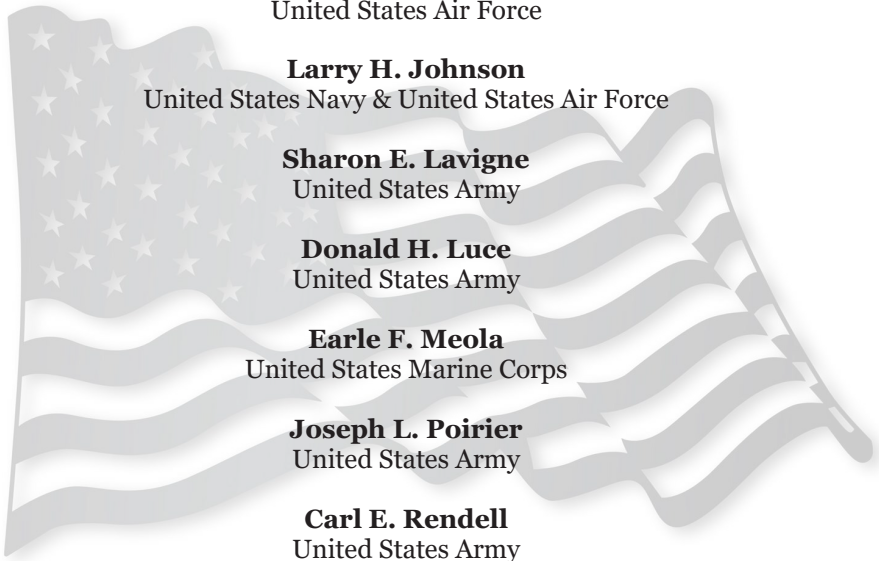 United States Air Force
Larry H. Johnson
United States Navy & United States Air Force
Sharon E. Lavigne
United States Army
Donald H. Luce
United States Army
Earle F. Meola
United States Marine Corps
Joseph L. Poirier
United States Army
Carl E. Rendell
United States Army